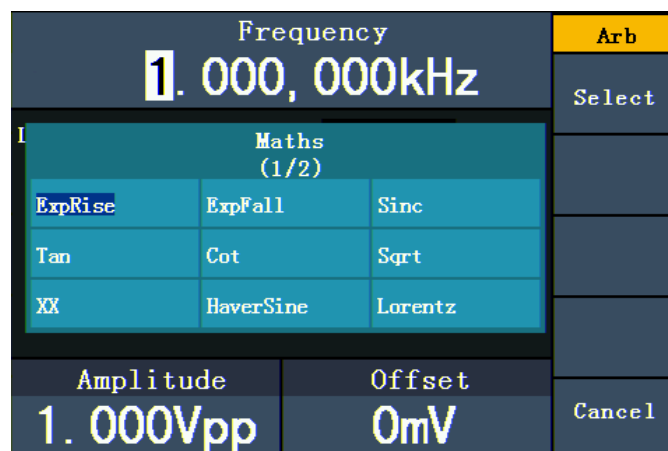 Frequency
1.000,000kHz
Maths
(1/2)
ExpRise ExpFall Sinc
Tan Cot Sqrt
XX HaverSine Lorentz
Amplitude Offset
1.000Vpp 0mV
Arb
Select
Cancel